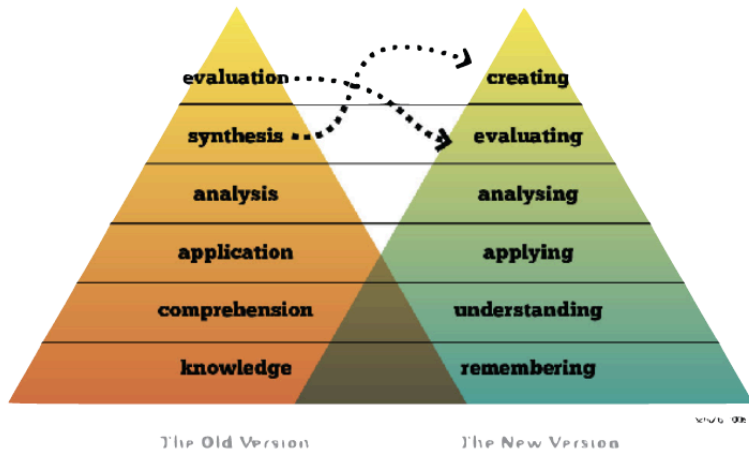 evaluation
creating
synthesis
evaluating
analysis
analysing
application
applying
comprehension
understanding
knowledge
remembering
The Old Version
The New Version